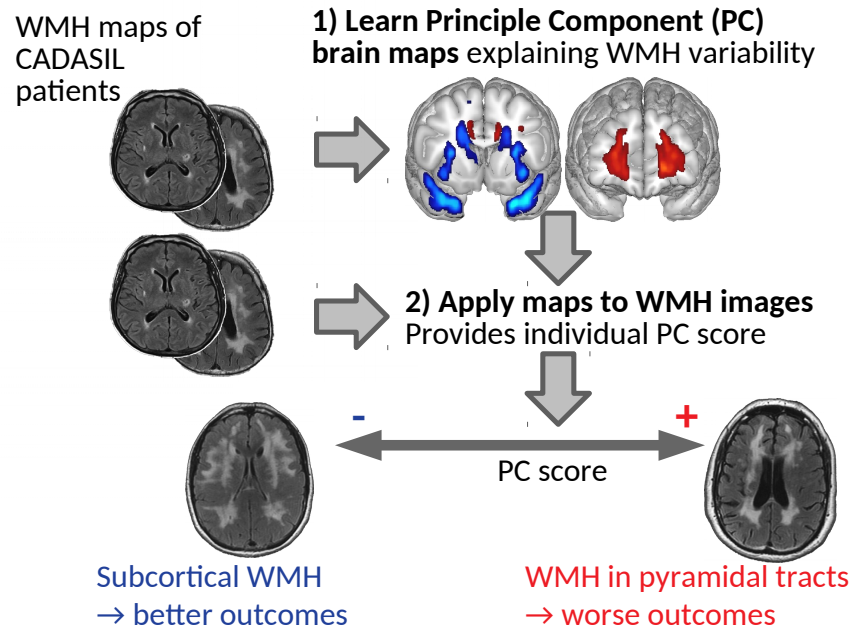 WMH maps of
CADASIL
patients
1) Learn Principle Component (PC)
brain maps explaining WMH variability
2) Apply maps to WMH images
Provides individual PC score
- +
PC score
Subcortical WMH
→ better outcomes
WMH in pyramidal tracts
→ worse outcomes